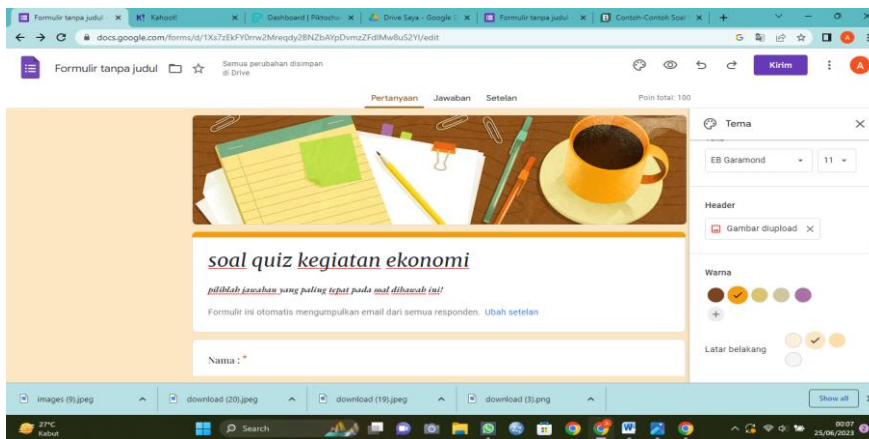 Formulir tanpa judul
Kahoot!
Dashboard | Piktochar
Drive Saya - Google D
Formulir tanpa judul -
Contoh-Contoh Soal
docs.google.com/forms/d/
/edit
Formulir tanpa judul
Semua perubahan disimpan
di Drive
Kirim
A
Pertanyaan Jawaban Setelan
Poin total: 100
Tema
EB Garamond 11
Header
Gambar diupload
Warna
Latar belakang
soal quiz kegiatan ekonomi
pilihlah jawaban yang paling tepat pada soal dibawah ini!
Formulir ini otomatis mengumpulkan email dari semua responden. Ubah setelan
Nama : *
images (9).jpeg
download (20).jpeg
download (19).jpeg
download (3).png
Show all
27°C
Kabut
Search
00:07
25/06/2023